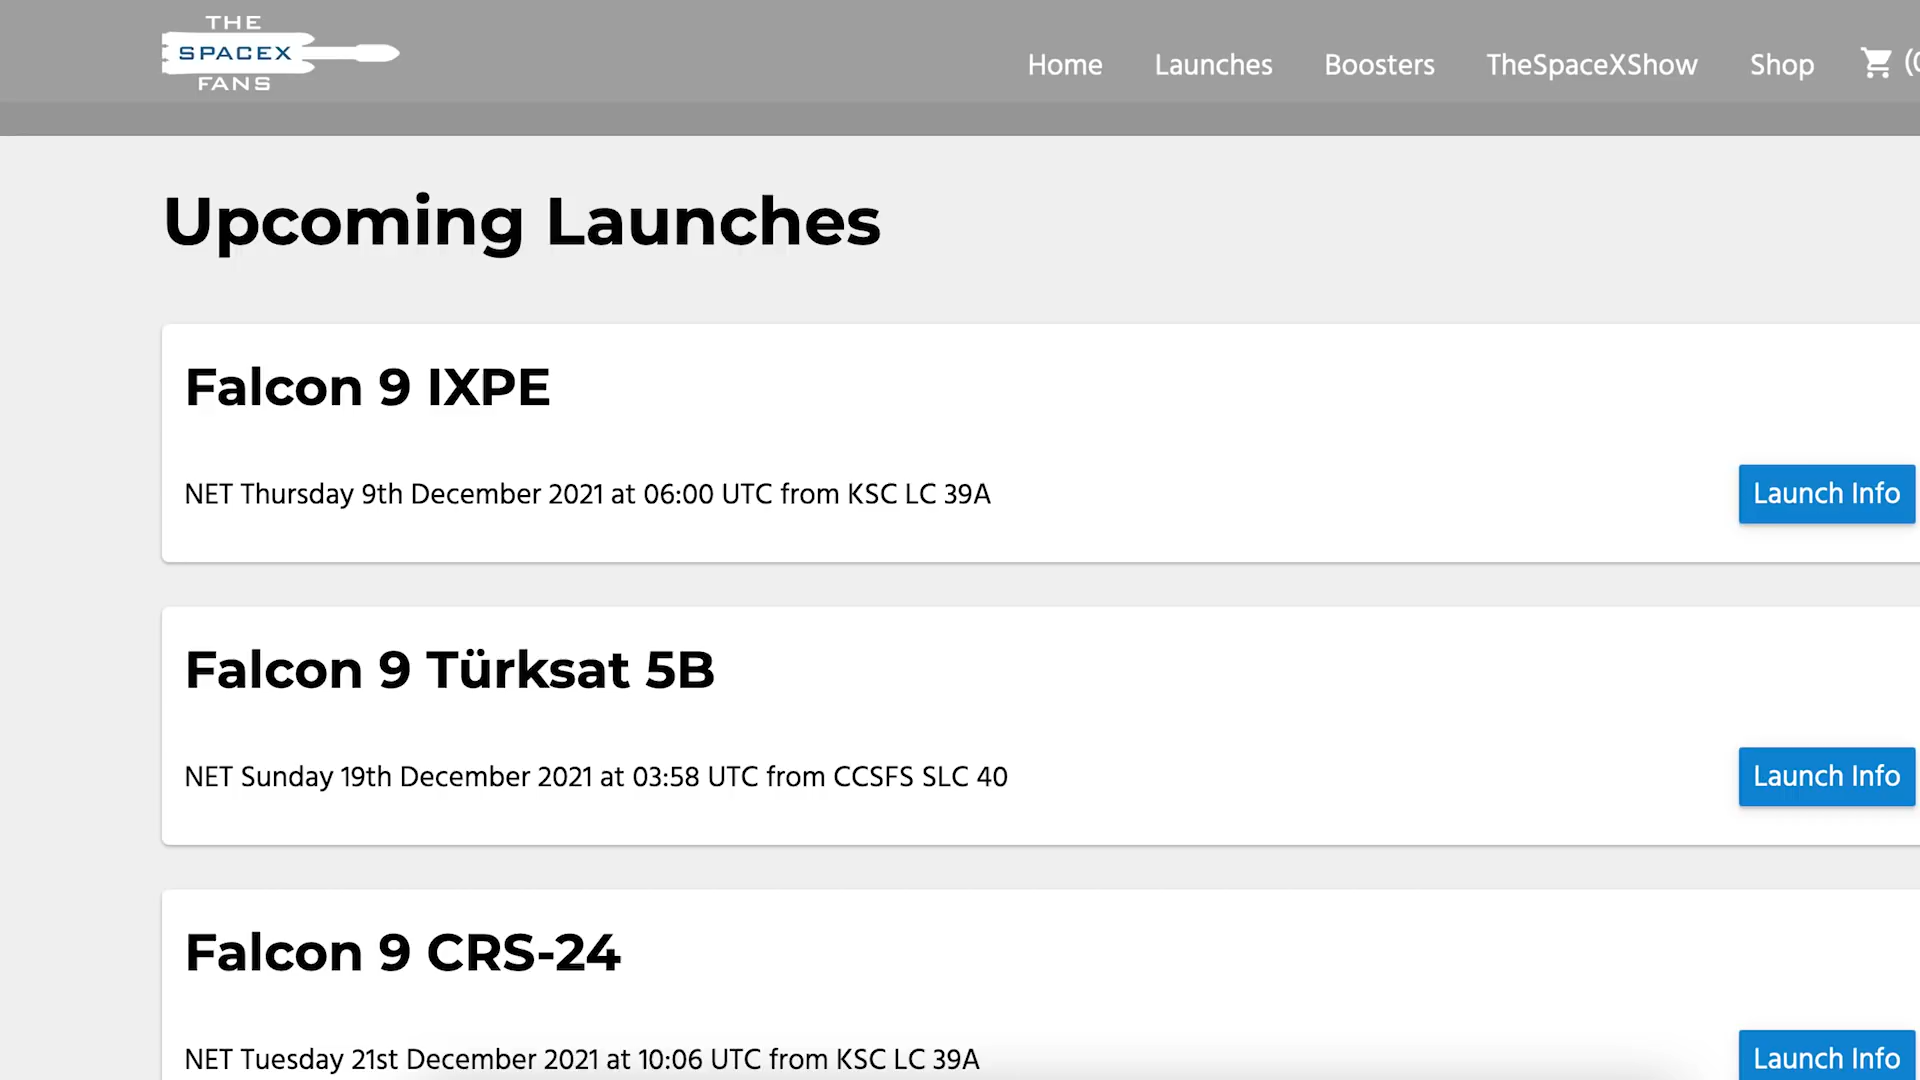 THE
SPACEX
FANS
Home Launches Boosters TheSpaceXShow Shop
Upcoming Launches
Falcon 9 IXPE
NET Thursday 9th December 2021 at 06:00 UTC from KSC LC 39A
Launch Info
Falcon 9 Türksat 5B
NET Sunday 19th December 2021 at 03:58 UTC from CCSFS SLC 40
Launch Info
Falcon 9 CRS-24
NET Tuesday 21st December 2021 at 10:06 UTC from KSC LC 39A
Launch Info